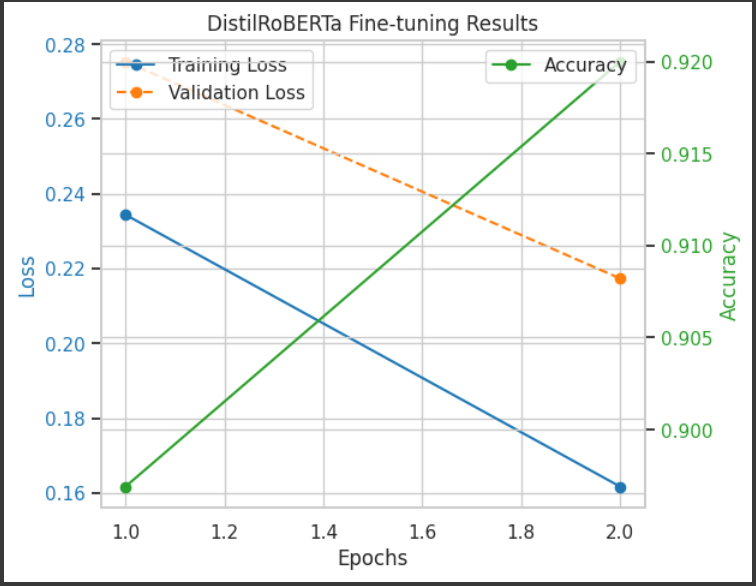 DistilRoBERTa Fine-tuning Results
Training Loss
Validation Loss
Accuracy
0.28
0.26
0.24
0.22
0.20
0.18
0.16
Loss
0.920
0.915
0.910
0.905
0.900
Accuracy
1.0 1.2 1.4 1.6 1.8 2.0
Epochs